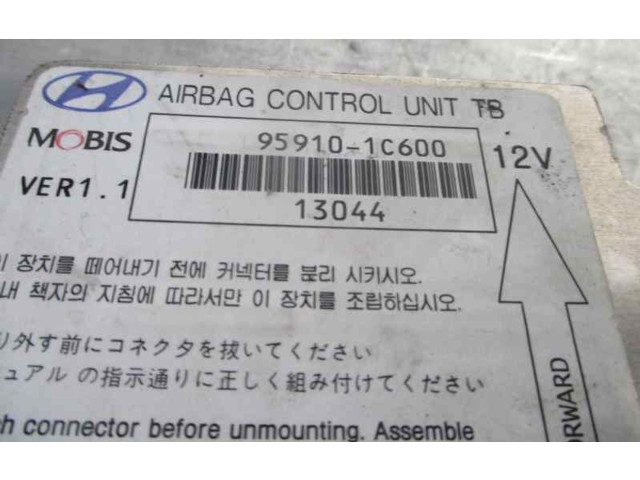 AIRBAG CONTROL UNIT TB
MOBIS
95910-1C600
12V
VER1.1
13044
장치를 떼어내기 전에 커넥터를 분리 시키시오.
내 책자의 지침에 따라서만 이 장치를 조립하십시오.
り外す前にコネクタを抜いてください
ュアル の指示通りに正しく組み付けてください
ch connector before unmounting. Assemble
ORWARD